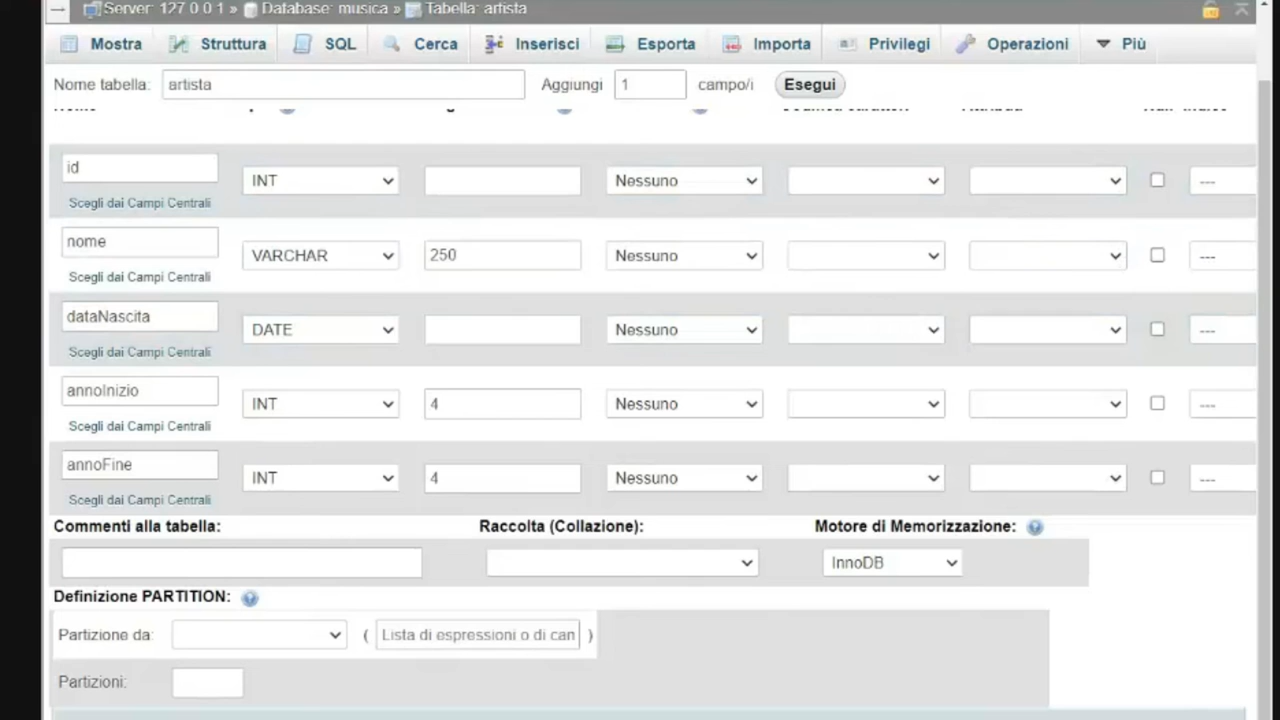 Server: 127.0.0.1 » Database: musica » Tabella: artista
Mostra Struttura SQL Cerca Inserisci Esporta Importa Privilegi Operazioni Più
Nome tabella: artista Aggiungi 1 campo/i Esegui
id INT Nessuno ---
Scegli dai Campi Centrali
nome VARCHAR 250 Nessuno ---
Scegli dai Campi Centrali
dataNascita DATE Nessuno ---
Scegli dai Campi Centrali
annoInizio INT 4 Nessuno ---
Scegli dai Campi Centrali
annoFine INT 4 Nessuno ---
Scegli dai Campi Centrali
Commenti alla tabella: Raccolta (Collazione): Motore di Memorizzazione:
InnoDB
Definizione PARTITION:
Partizione da: ( Lista di espressioni o di can )
Partizioni: